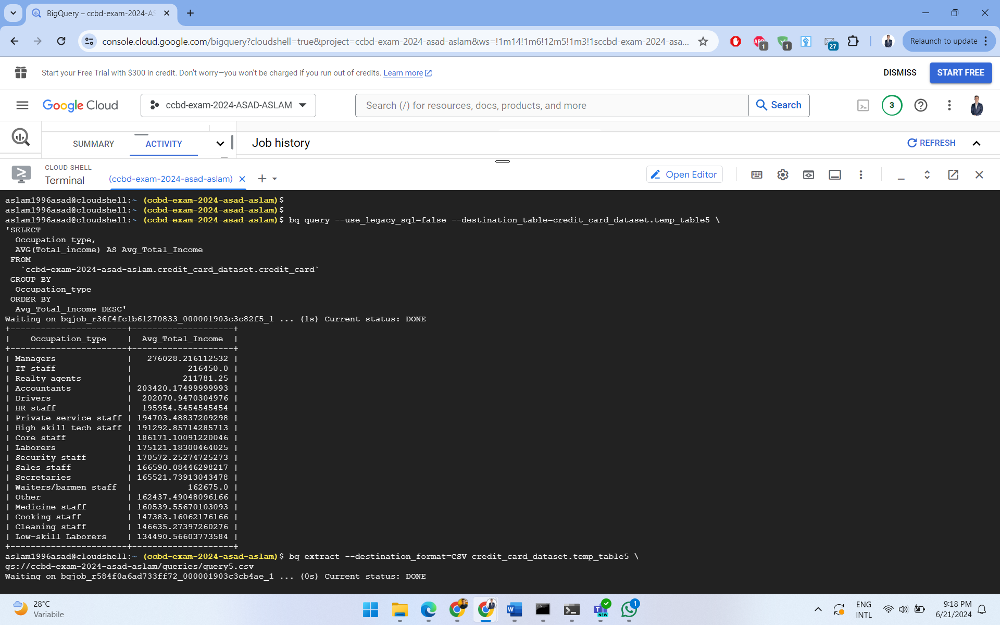 BigQuery – ccbd-exam-2024-AS
console.cloud.google.com/bigquery?cloudshell=true&project=ccbd-exam-2024-asad-aslam&ws=!1m14!1m6!12m5!1m3!1sccbd-exam-2024-asa...
ABP
1
1
27
Relaunch to update
Start your Free Trial with $300 in credit. Don't worry—you won't be charged if you run out of credits. Learn more
DISMISS
START FREE
Google Cloud
ccbd-exam-2024-ASAD-ASLAM
Search (/) for resources, docs, products, and more
Search
3
SUMMARY
ACTIVITY
Job history
REFRESH
CLOUD SHELL
Terminal
(ccbd-exam-2024-asad-aslam)
Open Editor
aslam1996asad@cloudshell:~ (ccbd-exam-2024-asad-aslam)$
aslam1996asad@cloudshell:~ (ccbd-exam-2024-asad-aslam)$
aslam1996asad@cloudshell:~ (ccbd-exam-2024-asad-aslam)$ bq query --use_legacy_sql=false --destination_table=credit_card_dataset.temp_table5 \
'SELECT
  Occupation_type,
  AVG(Total_income) AS Avg_Total_Income
 FROM
   `ccbd-exam-2024-asad-aslam.credit_card_dataset.credit_card`
 GROUP BY
  Occupation_type
 ORDER BY
  Avg_Total_Income DESC'
Waiting on bqjob_r36f4fc1b61270833_000001903c3c82f5_1 ... (1s) Current status: DONE
+-----------------------+--------------------+
|    Occupation_type    |  Avg_Total_Income  |
+-----------------------+--------------------+
| Managers              |   276028.216112532 |
| IT staff              |           216450.0 |
| Realty agents         |          211781.25 |
| Accountants           | 203420.17499999993 |
| Drivers               |  202070.9470304976 |
| HR staff              |  195954.5454545454 |
| Private service staff | 194703.48837209298 |
| High skill tech staff | 191292.85714285713 |
| Core staff            | 186171.10091220046 |
| Laborers              | 175121.18300464025 |
| Security staff        | 170572.25274725273 |
| Sales staff           | 166590.08446298217 |
| Secretaries           | 165521.73913043478 |
| Waiters/barmen staff  |           162675.0 |
| Other                 | 162437.49048096166 |
| Medicine staff        | 160539.55670103093 |
| Cooking staff         | 147383.16062176166 |
| Cleaning staff        | 146635.27397260276 |
| Low-skill Laborers    | 134490.56603773584 |
+-----------------------+--------------------+
aslam1996asad@cloudshell:~ (ccbd-exam-2024-asad-aslam)$ bq extract --destination_format=CSV credit_card_dataset.temp_table5 \
gs://ccbd-exam-2024-asad-aslam/queries/query5.csv
Waiting on bqjob_r584f0a6ad733ff72_000001903c3cb4ae_1 ... (0s) Current status: DONE
28°C
Variabile
NEW
1
ENG
INTL
9:18 PM
6/21/2024